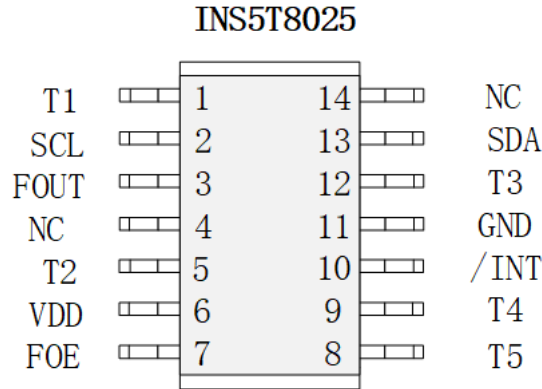 INS5T8025
T1 1 14 NC
SCL 2 13 SDA
FOUT 3 12 T3
NC 4 11 GND
T2 5 10 /INT
VDD 6 9 T4
FOE 7 8 T5